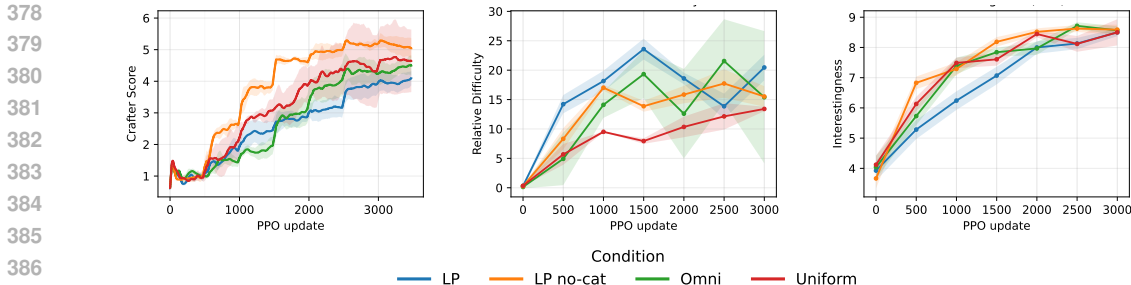 378
379
380
381
382
383
384
385
386
Crafter Score
6
5
4
3
2
1
0 1000 2000 3000
PPO update
Relative Difficulty
30
25
20
15
10
5
0
0 500 1000 1500 2000 2500 3000
PPO update
Interestingness
9
8
7
6
5
4
0 500 1000 1500 2000 2500 3000
PPO update
Condition
LP LP no-cat Omni Uniform